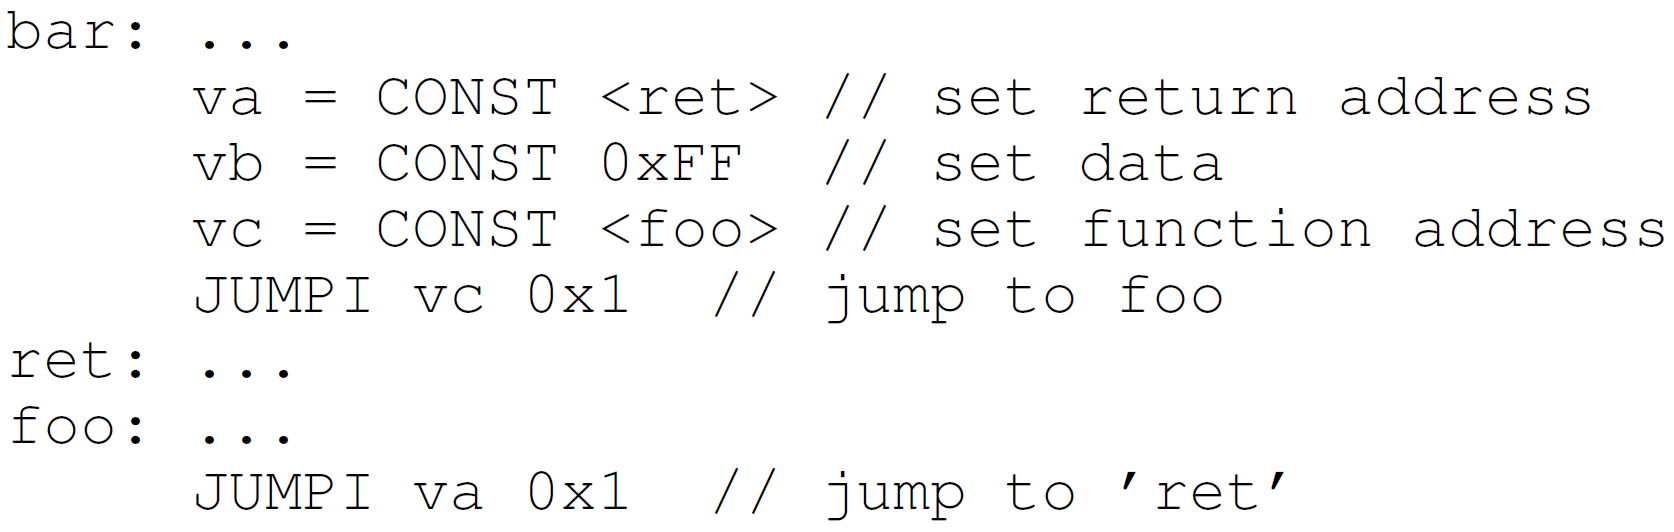 bar: ...
va = CONST <ret> // set return address
vb = CONST 0xFF // set data
vc = CONST <foo> // set function address
JUMPI vc 0x1 // jump to foo
ret: ...
foo: ...
JUMPI va 0x1 // jump to ’ret’